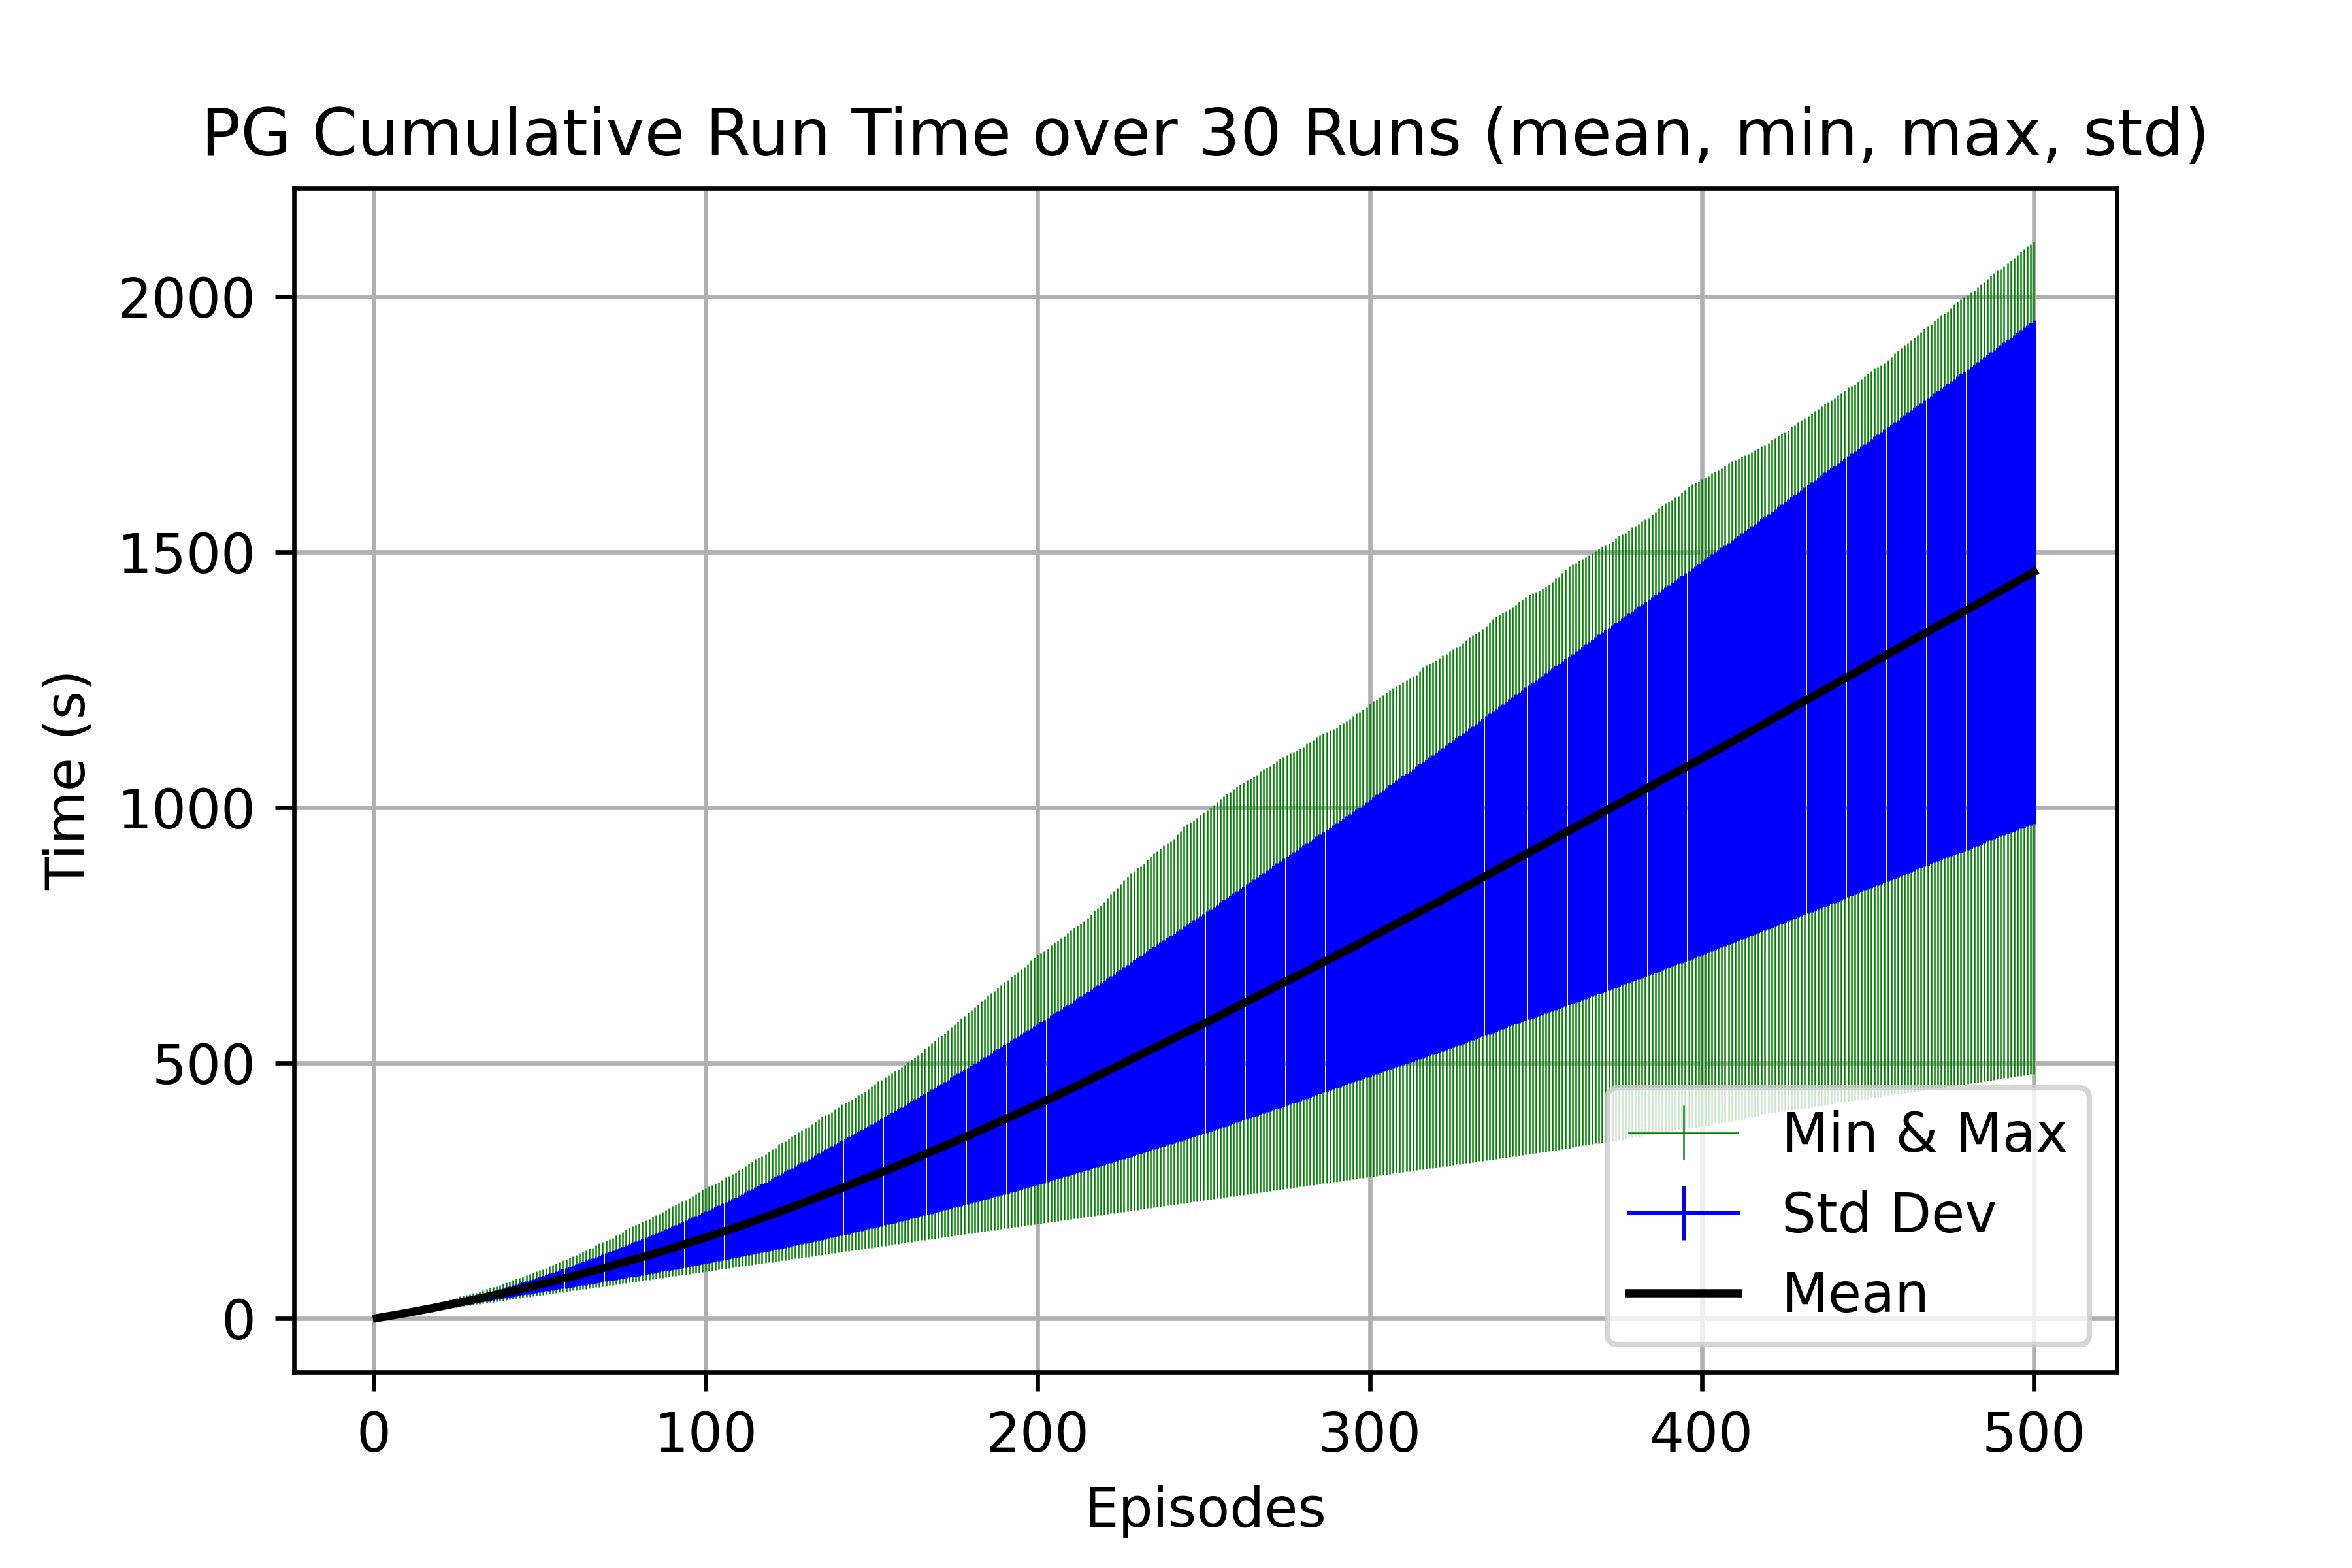 PG Cumulative Run Time over 30 Runs (mean, min, max, std)
2000
1500
1000
500
0
Time (s)
Min & Max
Std Dev
Mean
0 100 200 300 400 500
Episodes